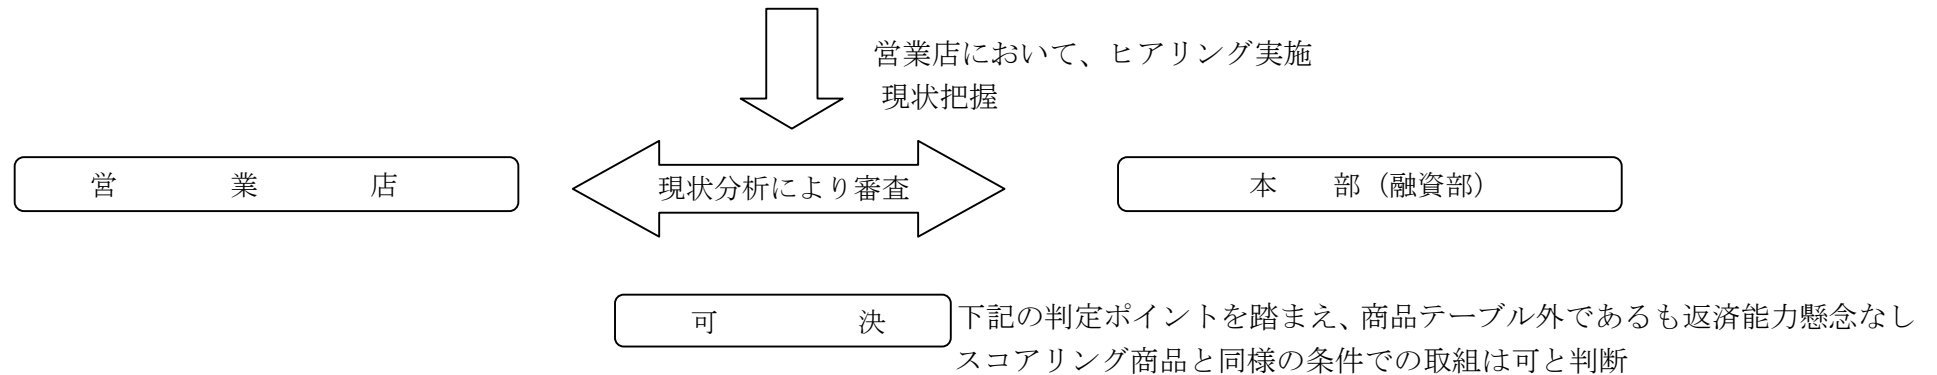 営業店において、ヒアリング実施
現状把握
営業店
現状分析により審査
本部（融資部）
可決
下記の判定ポイントを踏まえ、商品テーブル外であるも返済能力懸念なし
スコアリング商品と同様の条件での取組は可と判断